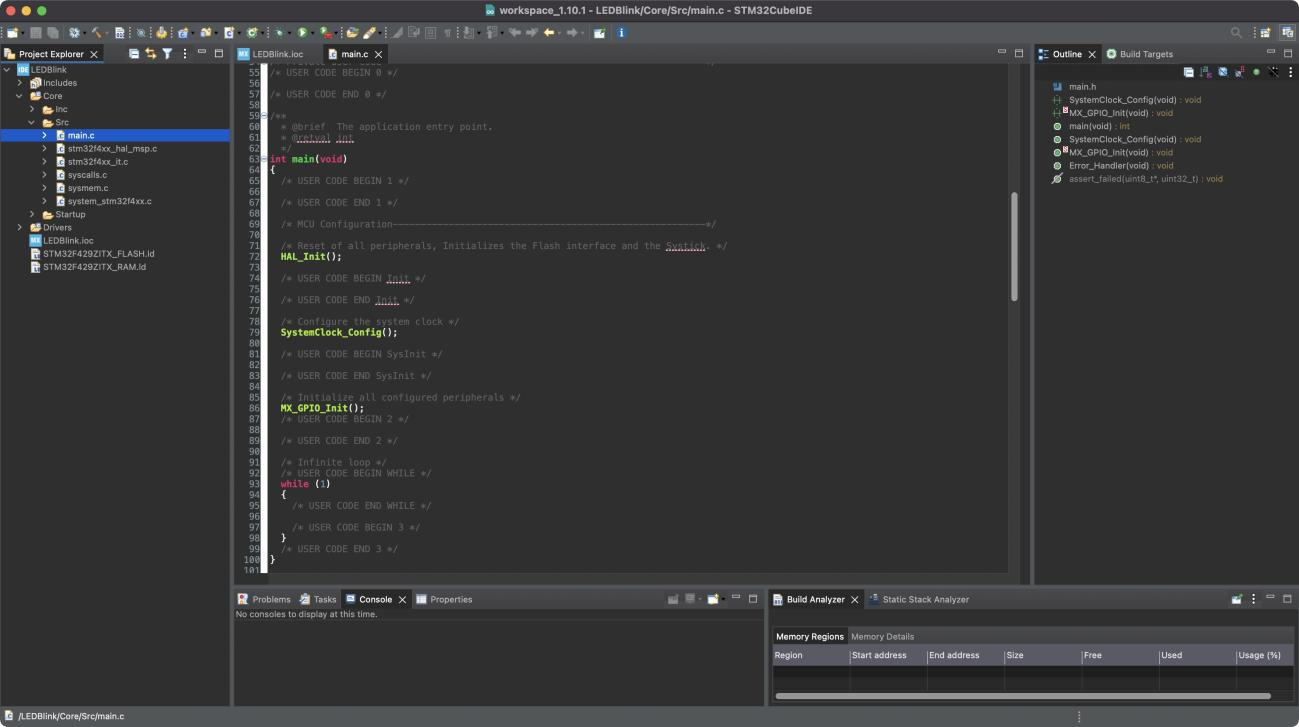 workspace_1.10.1 - LEDBlink/Core/Src/main.c - STM32CubeIDE
Project Explorer
LEDBlink
Includes
Core
Inc
Src
main.c
stm32f4xx_hal_msp.c
stm32f4xx_it.c
syscalls.c
sysmem.c
system_stm32f4xx.c
Startup
Drivers
LEDBlink.ioc
STM32F429ZITX_FLASH.ld
STM32F429ZITX_RAM.ld
LEDBlink.ioc
main.c
55 /* USER CODE BEGIN 0 */
56
57 /* USER CODE END 0 */
58
59 /**
60 * @brief  The application entry point.
61 * @retval int
62 */
63 int main(void)
64 {
65 /* USER CODE BEGIN 1 */
66
67 /* USER CODE END 1 */
68
69 /* MCU Configuration--------------------------------------------------------*/
70
71 /* Reset of all peripherals, Initializes the Flash interface and the Systick. */
72 HAL_Init();
73
74 /* USER CODE BEGIN Init */
75
76 /* USER CODE END Init */
77
78 /* Configure the system clock */
79 SystemClock_Config();
80
81 /* USER CODE BEGIN SysInit */
82
83 /* USER CODE END SysInit */
84
85 /* Initialize all configured peripherals */
86 MX_GPIO_Init();
87 /* USER CODE BEGIN 2 */
88
89 /* USER CODE END 2 */
90
91 /* Infinite loop */
92 /* USER CODE BEGIN WHILE */
93 while (1)
94 {
95 /* USER CODE END WHILE */
96
97 /* USER CODE BEGIN 3 */
98 }
99 /* USER CODE END 3 */
100 }
101
Outline
Build Targets
main.h
SystemClock_Config(void) : void
MX_GPIO_Init(void) : void
main(void) : int
SystemClock_Config(void) : void
MX_GPIO_Init(void) : void
Error_Handler(void) : void
assert_failed(uint8_t*, uint32_t) : void
Problems
Tasks
Console
Properties
No consoles to display at this time.
Build Analyzer
Static Stack Analyzer
Memory Regions
Memory Details
Region
Start address
End address
Size
Free
Used
Usage (%)
/LEDBlink/Core/Src/main.c